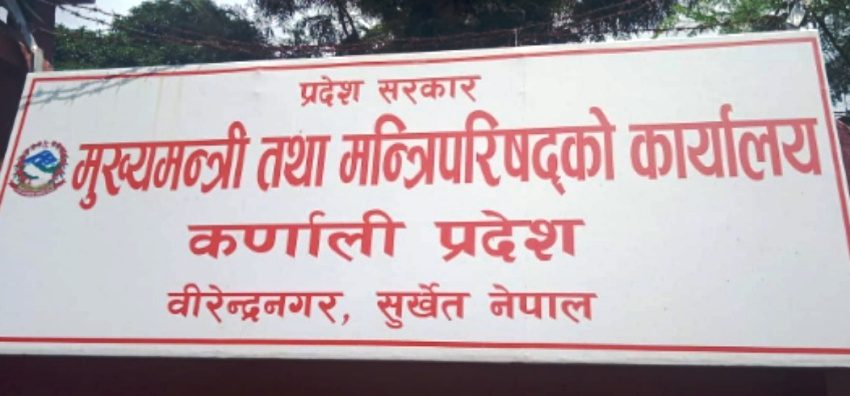 प्रदेश सरकार
मुख्यमन्त्री तथा मन्त्रिपरिषद्को कार्यालय
कर्णाली प्रदेश
वीरेन्द्रनगर, सुर्खेत नेपाल